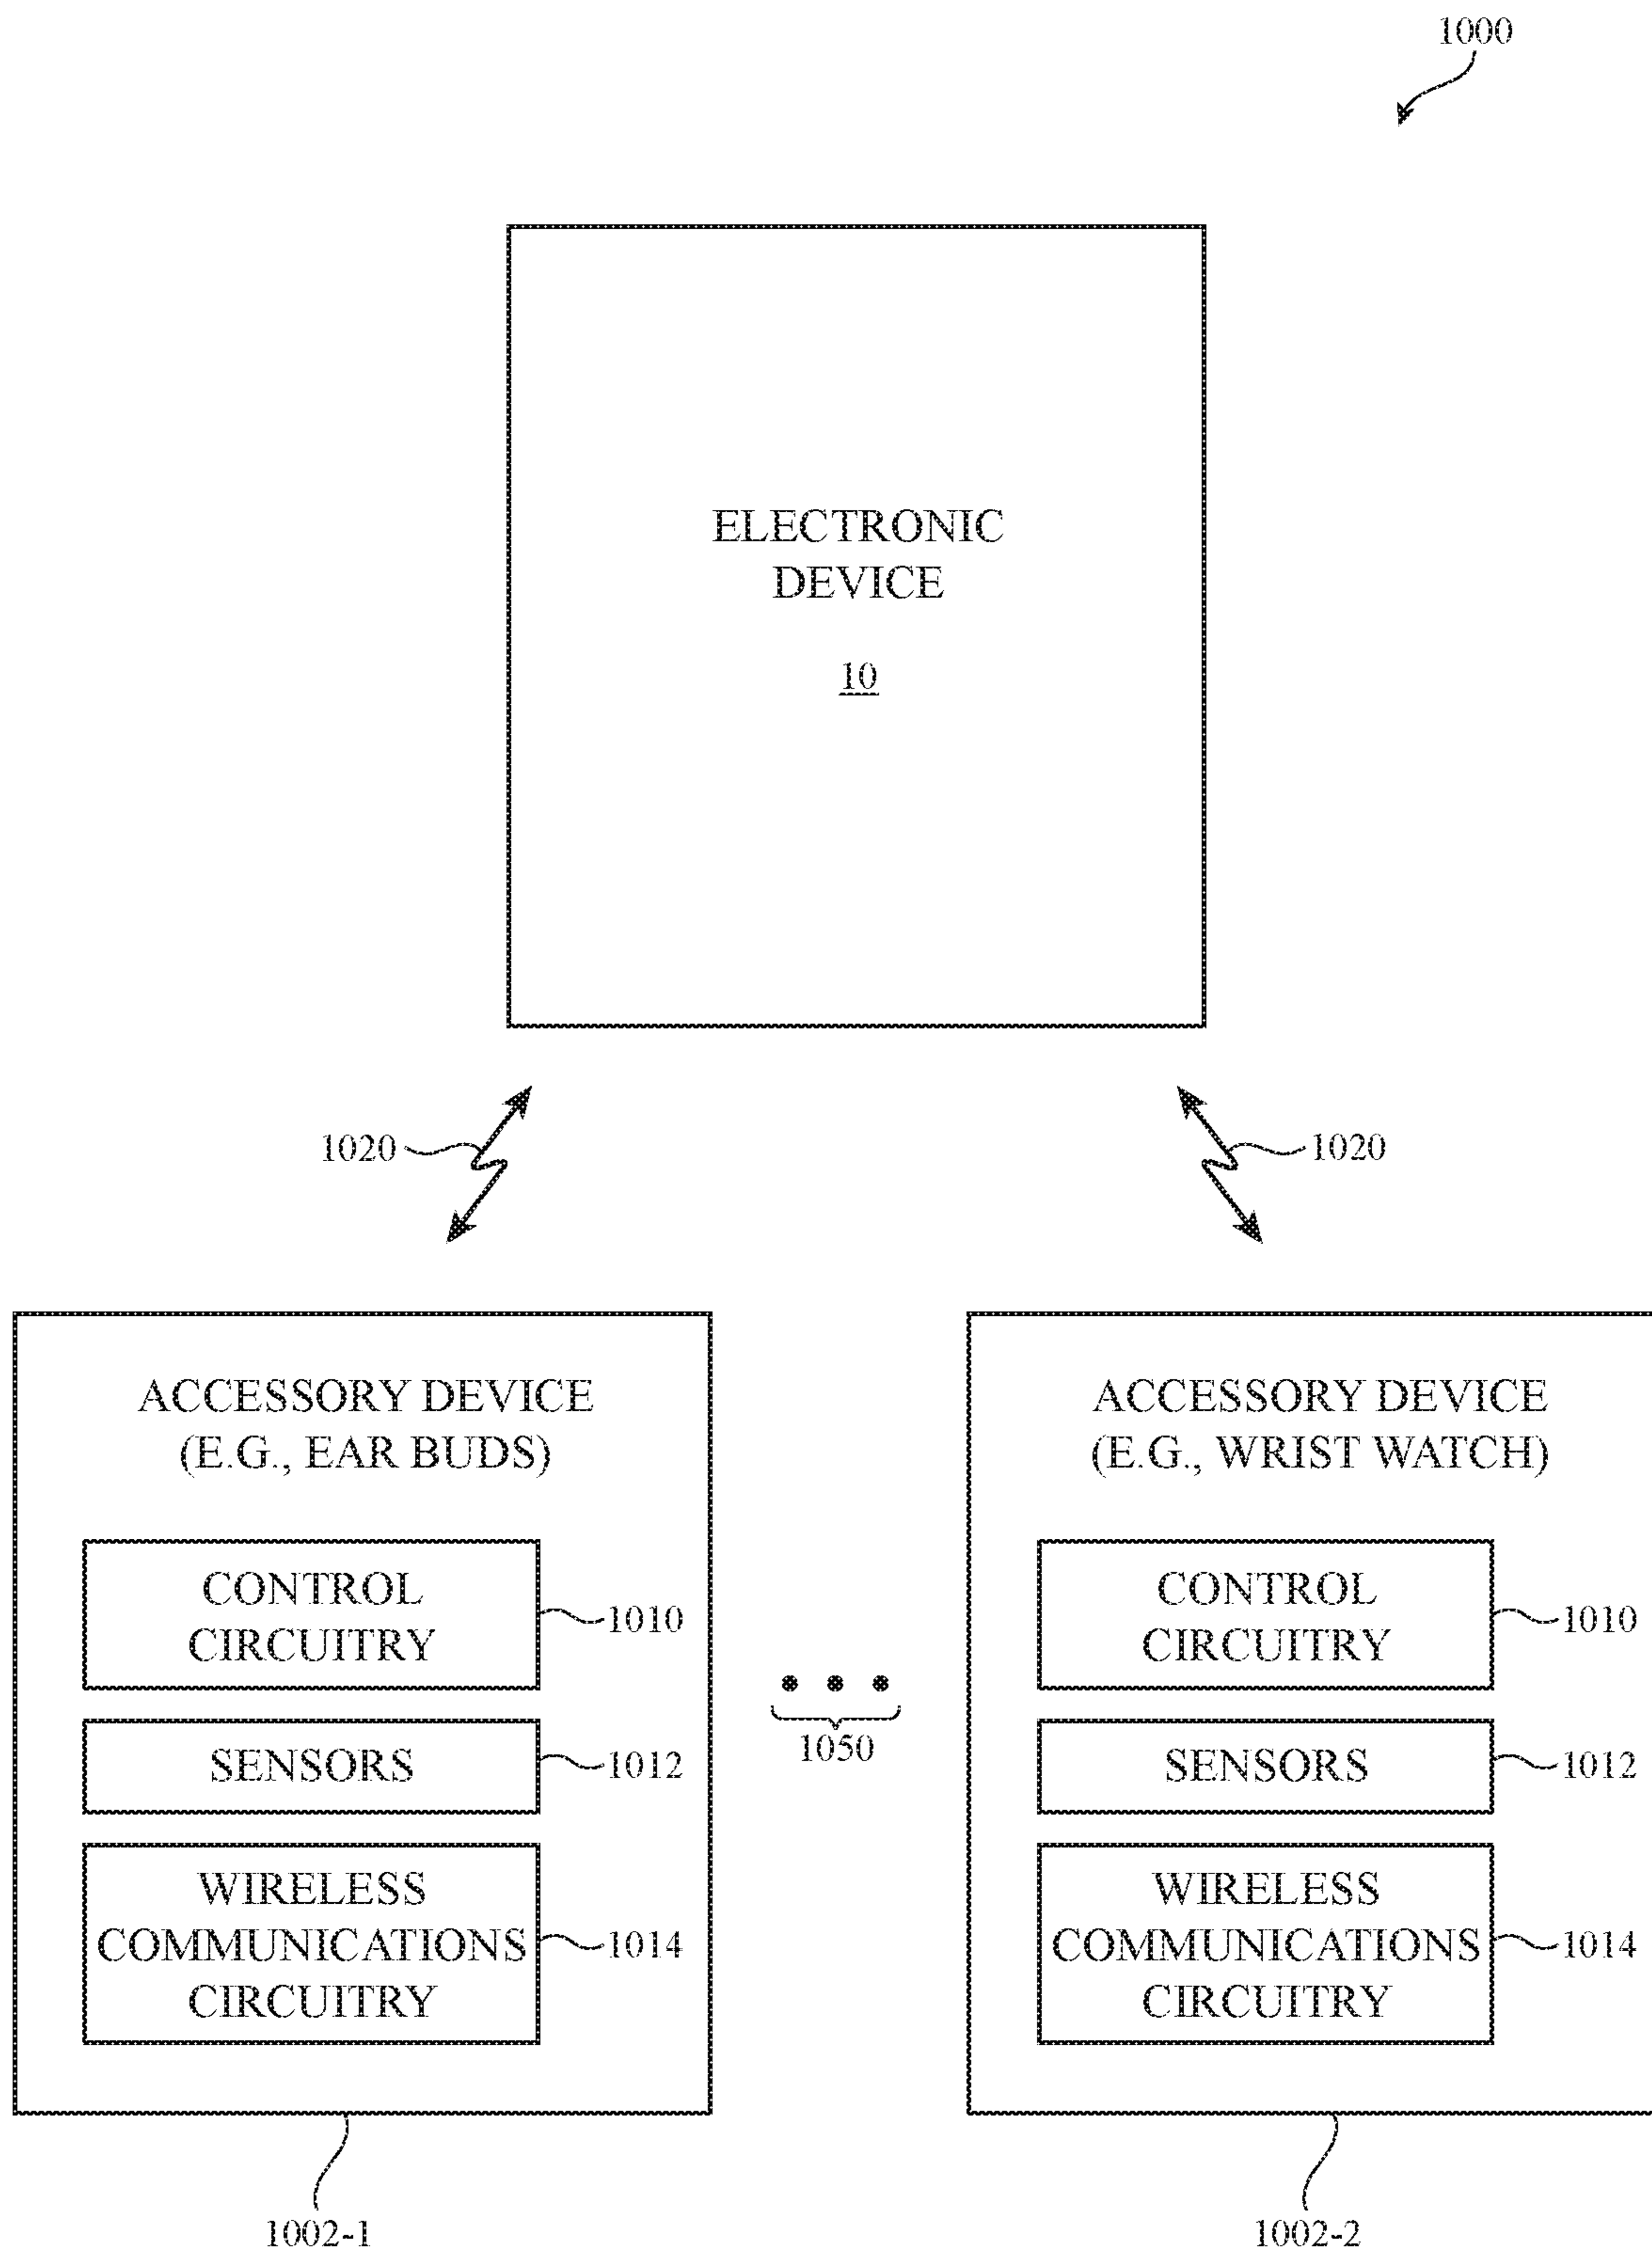 1000
ELECTRONIC
DEVICE
10
1020
1020
ACCESSORY DEVICE
(E.G., EAR BUDS)
CONTROL
CIRCUITRY
1010
SENSORS
1012
WIRELESS
COMMUNICATIONS
CIRCUITRY
1014
1050
ACCESSORY DEVICE
(E.G., WRIST WATCH)
CONTROL
CIRCUITRY
1010
SENSORS
1012
WIRELESS
COMMUNICATIONS
CIRCUITRY
1014
1002-1
1002-2